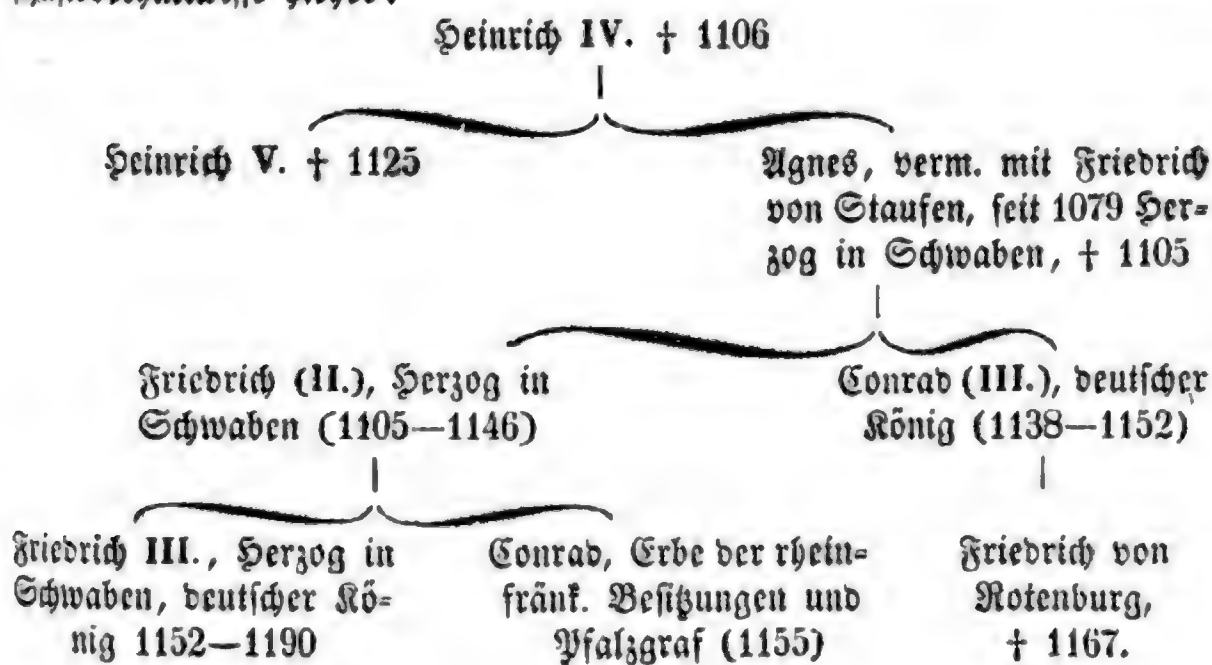 Heinrich IV. † 1106
Heinrich V. † 1125
Agnes, verm. mit Friedrich
von Staufen, seit 1079 Her=
zog in Schwaben, † 1105
Friedrich (II.), Herzog in
Schwaben (1105—1146)
Conrad (III.), deutscher
König (1138—1152)
Friedrich III., Herzog in
Schwaben, deutscher Kö=
nig 1152—1190
Conrad, Erbe der rhein=
fränk. Besitzungen und
Pfalzgraf (1155)
Friedrich von
Rotenburg,
† 1167.